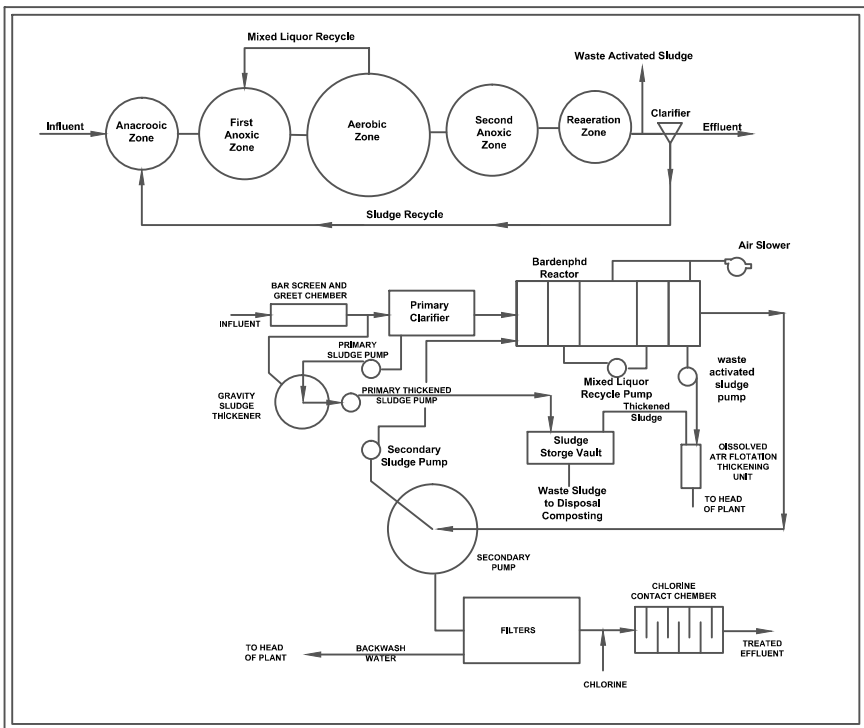 Mixed Liquor Recycle
Waste Activated Sludge
Influent
Anacrooic
Zone
First
Anoxic
Zone
Aerobic
Zone
Second
Anoxic
Zone
Reaeration
Zone
Clarifier
Effluent
Sludge Recycle
Air Slower
Bardenphd
Reactor
BAR SCREEN AND
GREET CHEMBER
INFLUENT
Primary
Clarifier
PRIMARY
SLUDGE PUMP
GRAVITY
SLUDGE
THICKENER
PRIMARY THICKENED
SLUDGE PUMP
Mixed Liquor
Recycle Pump
waste
activated
sludge
pump
Thickened
Sludge
Secondary
Sludge Pump
Sludge
Storge Vault
DISSOLVED
ATR FLOTATION
THICKENING
UNIT
Waste Sludge
to Disposal
Composting
TO HEAD
OF PLANT
SECONDARY
PUMP
CHLORINE
CONTACT CHEMBER
FILTERS
TREATED
EFFLUENT
TO HEAD
OF PLANT
BACKWASH
WATER
CHLORINE